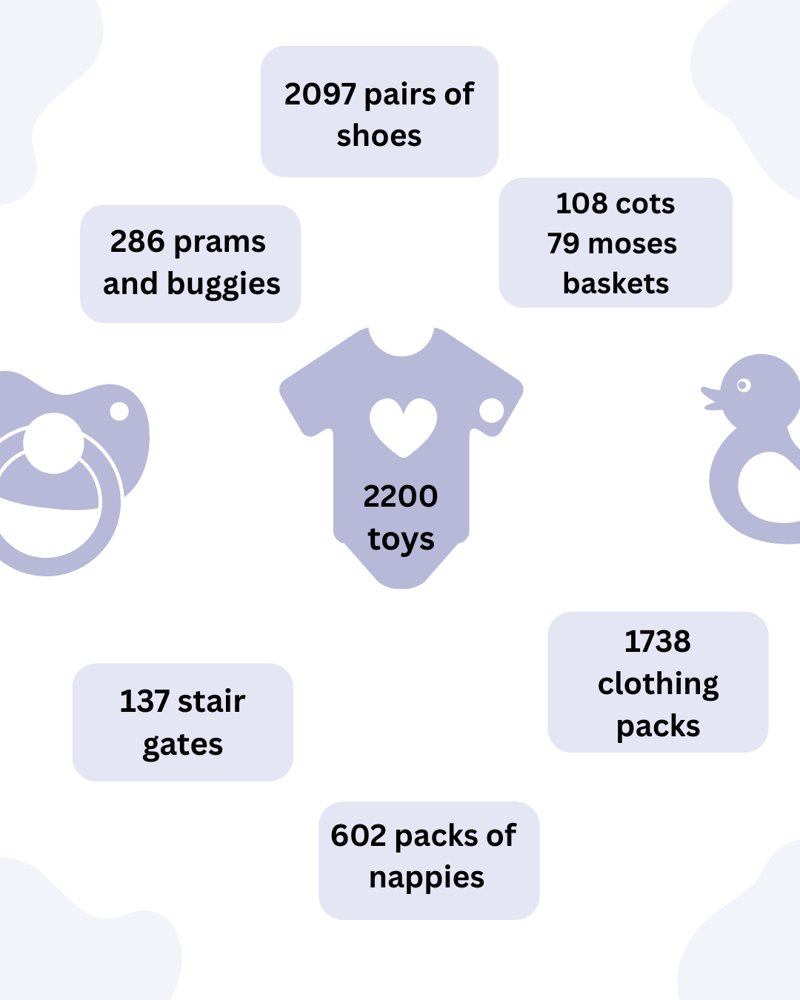 2097 pairs of
shoes
108 cots
79 moses
baskets
286 prams
and buggies
2200
toys
1738
clothing
packs
137 stair
gates
602 packs of
nappies